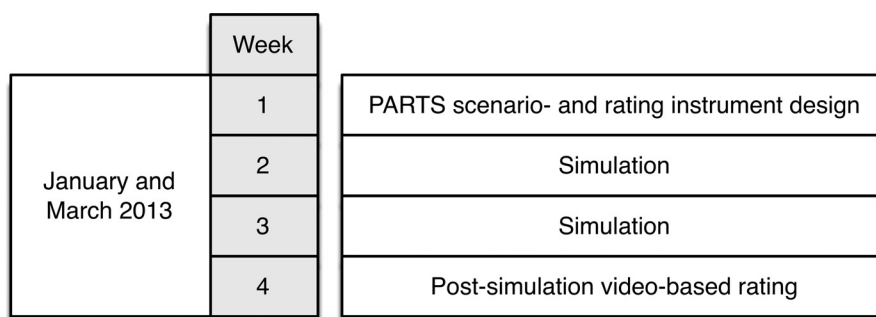 Week
1
PARTS scenario- and rating instrument design
2
Simulation
January and
March 2013
3
Simulation
4
Post-simulation video-based rating